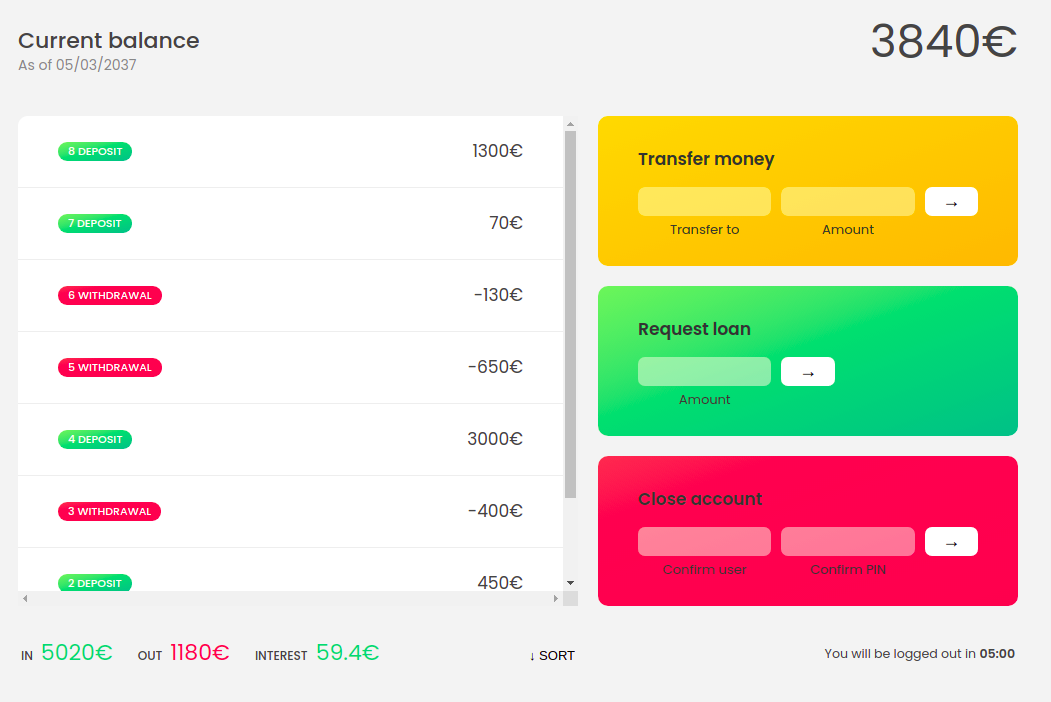 Current balance
As of 05/03/2037
3840€
8 DEPOSIT 1300€
7 DEPOSIT 70€
6 WITHDRAWAL -130€
5 WITHDRAWAL -650€
4 DEPOSIT 3000€
3 WITHDRAWAL -400€
2 DEPOSIT 450€
Transfer money
→
Transfer to Amount
Request loan
→
Amount
Close account
→
Confirm user Confirm PIN
IN 5020€ OUT 1180€ INTEREST 59.4€ ↓ SORT
You will be logged out in 05:00